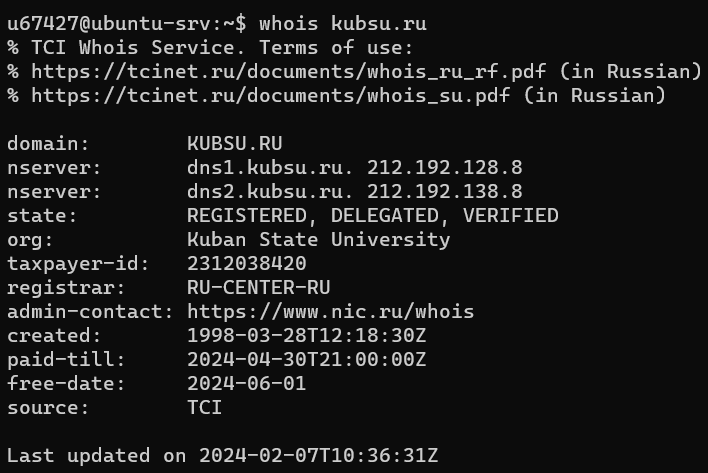 u67427@ubuntu-srv:~$ whois kubsu.ru
% TCI Whois Service. Terms of use:
% https://tcinet.ru/documents/whois_ru_rf.pdf (in Russian)
% https://tcinet.ru/documents/whois_su.pdf (in Russian)

domain:        KUBSU.RU
nserver:       dns1.kubsu.ru. 212.192.128.8
nserver:       dns2.kubsu.ru. 212.192.138.8
state:         REGISTERED, DELEGATED, VERIFIED
org:           Kuban State University
taxpayer-id:   2312038420
registrar:     RU-CENTER-RU
admin-contact: https://www.nic.ru/whois
created:       1998-03-28T12:18:30Z
paid-till:     2024-04-30T21:00:00Z
free-date:     2024-06-01
source:        TCI

Last updated on 2024-02-07T10:36:31Z